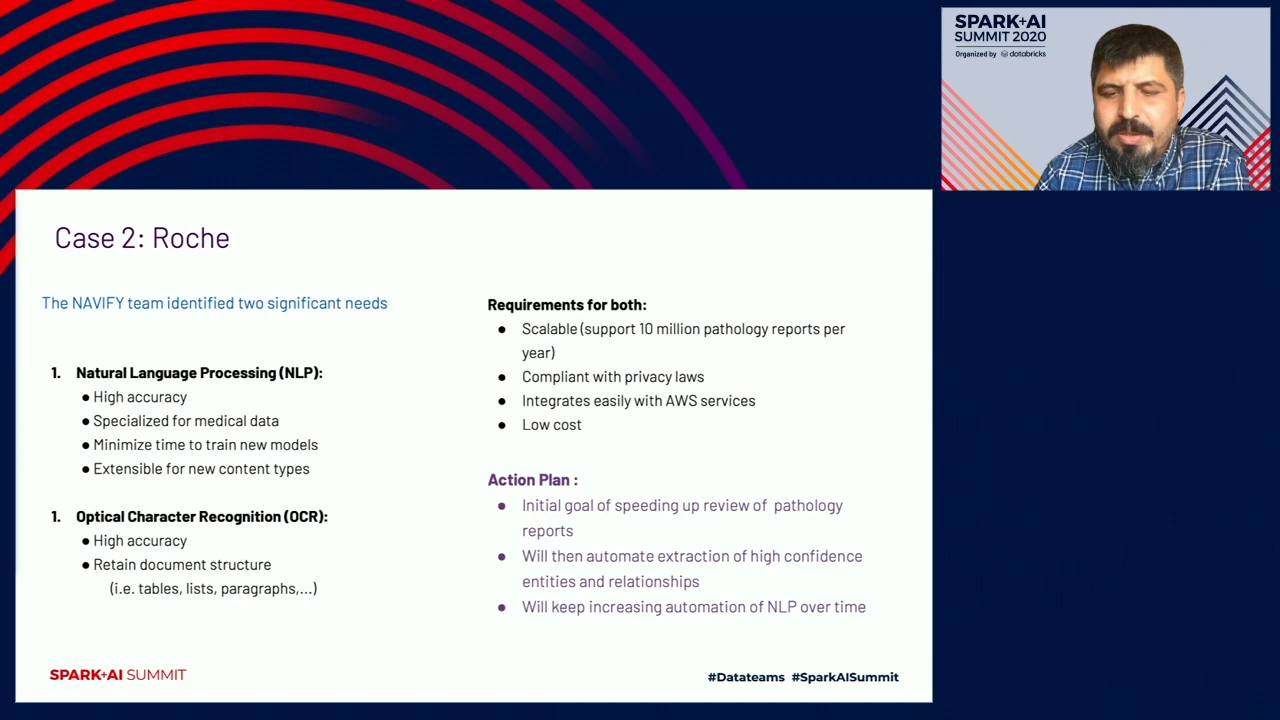 SPARK+AI
SUMMIT 2020
Organized by databricks
Case 2: Roche
The NAVIFY team identified two significant needs
1. Natural Language Processing (NLP):
● High accuracy
● Specialized for medical data
● Minimize time to train new models
● Extensible for new content types
1. Optical Character Recognition (OCR):
● High accuracy
● Retain document structure
(i.e. tables, lists, paragraphs,...)
Requirements for both:
● Scalable (support 10 million pathology reports per
year)
● Compliant with privacy laws
● Integrates easily with AWS services
● Low cost
Action Plan :
● Initial goal of speeding up review of pathology
reports
● Will then automate extraction of high confidence
entities and relationships
● Will keep increasing automation of NLP over time
SPARK+AI SUMMIT
#Datateams #SparkAISummit